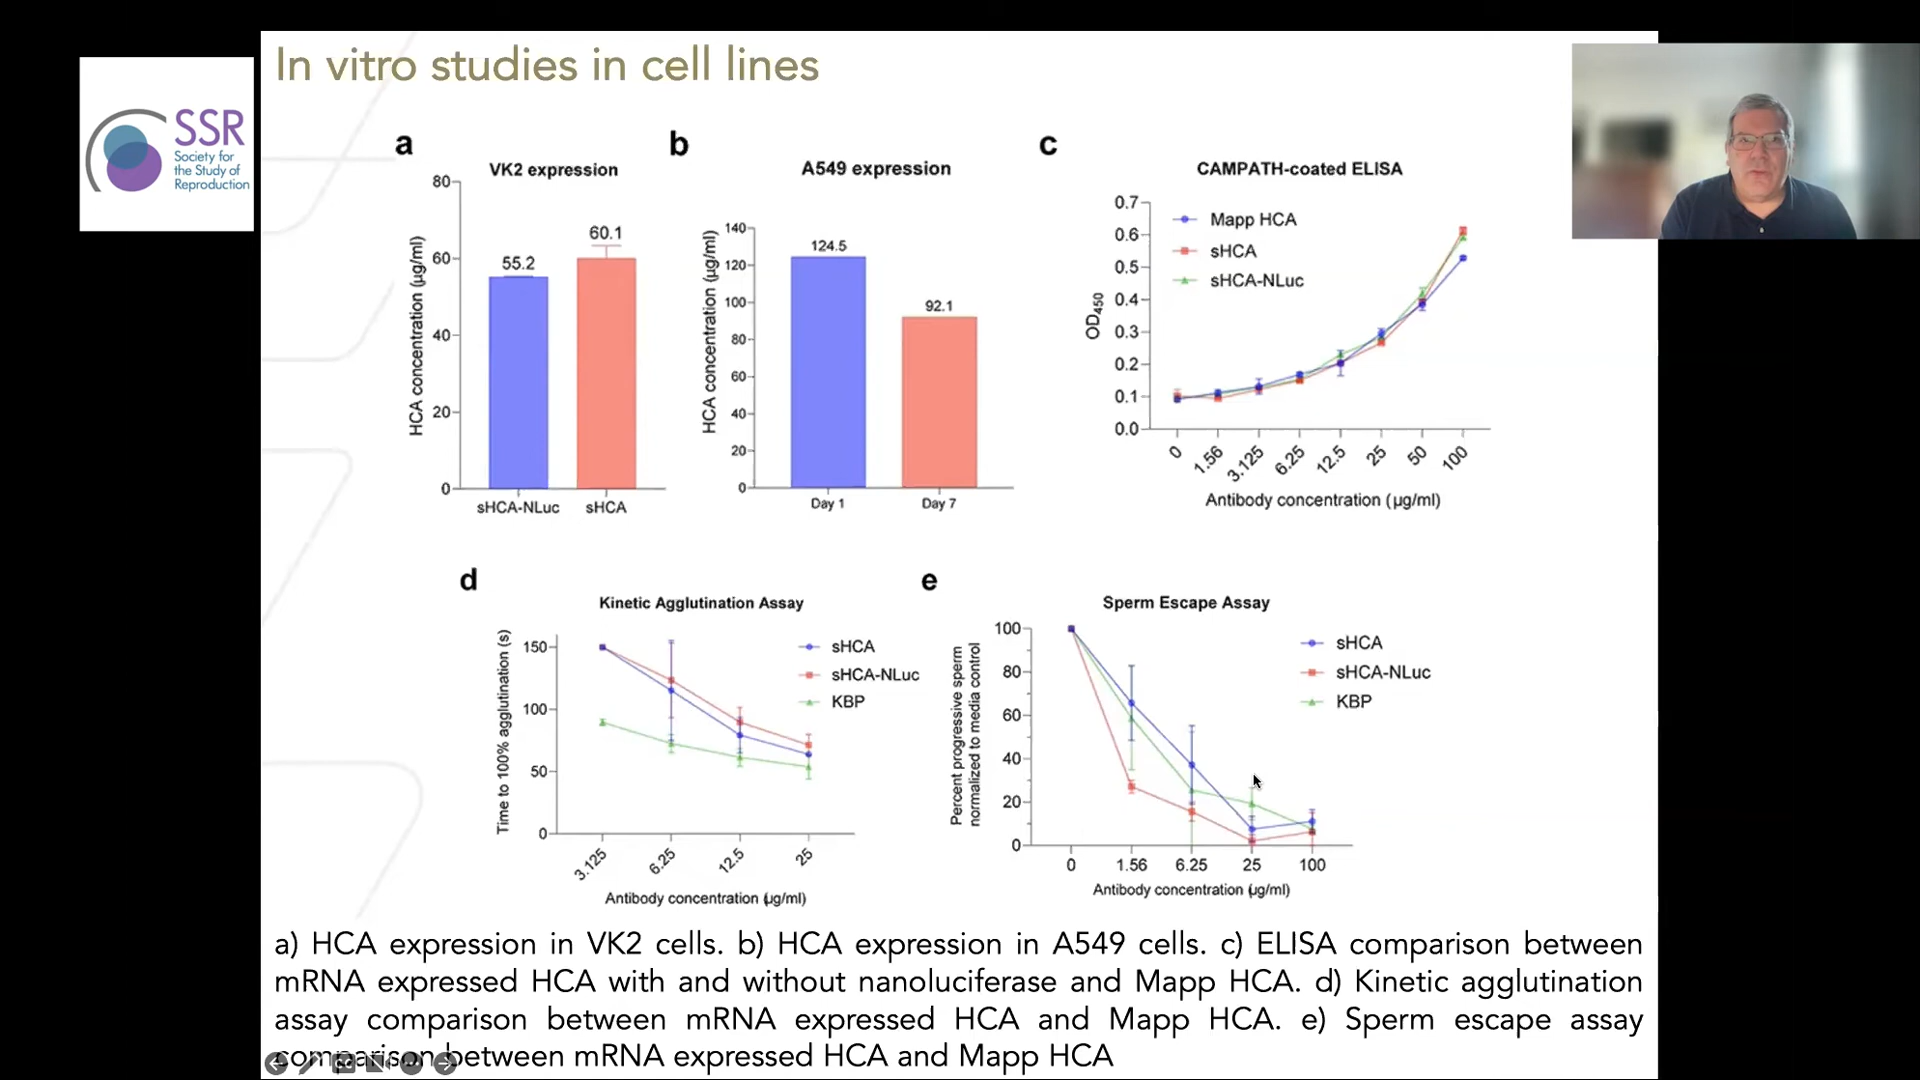 In vitro studies in cell lines
SSR
Society for
the Study of
Reproduction
a
VK2 expression
HCA concentration (µg/ml)
80
60
40
20
0
55.2
60.1
sHCA-NLuc
sHCA
b
A549 expression
HCA concentration (µg/ml)
140
120
100
80
60
40
20
0
124.5
92.1
Day 1
Day 7
c
CAMPATH-coated ELISA
OD450
0.7
0.6
0.5
0.4
0.3
0.2
0.1
0.0
Mapp HCA
sHCA
sHCA-NLuc
0
1.56
3.125
6.25
12.5
25
50
100
Antibody concentration (µg/ml)
d
Kinetic Agglutination Assay
Time to 100% agglutination (s)
150
100
50
0
sHCA
sHCA-NLuc
KBP
3.125
6.25
12.5
25
Antibody concentration (µg/ml)
e
Sperm Escape Assay
Percent progressive sperm
normalized to media control
100
80
60
40
20
0
sHCA
sHCA-NLuc
KBP
0
1.56
6.25
25
100
Antibody concentration (µg/ml)
a) HCA expression in VK2 cells. b) HCA expression in A549 cells. c) ELISA comparison between
mRNA expressed HCA with and without nanoluciferase and Mapp HCA. d) Kinetic agglutination
assay comparison between mRNA expressed HCA and Mapp HCA. e) Sperm escape assay
comparison between mRNA expressed HCA and Mapp HCA